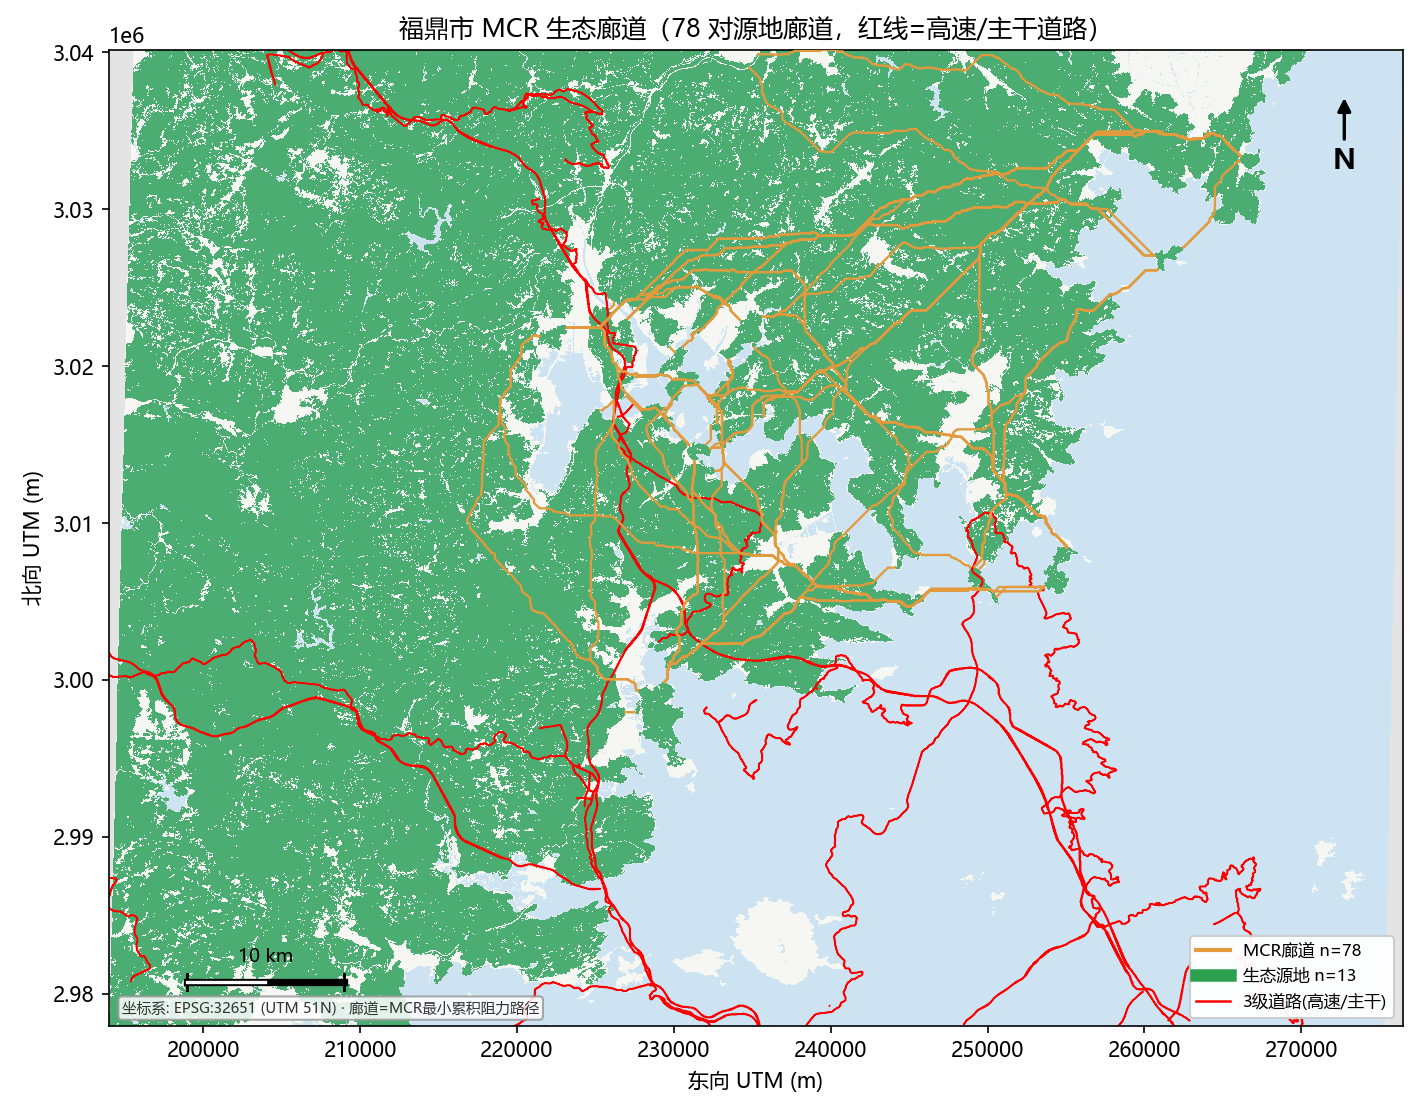 福鼎市 MCR 生态廊道（78 对源地廊道，红线=高速/主干道路）
1e6
3.04
3.03
3.02
3.01
3.00
2.99
2.98
北向 UTM (m)
N
10 km
坐标系: EPSG:32651 (UTM 51N) · 廊道=MCR最小累积阻力路径
MCR廊道 n=78
生态源地 n=13
3级道路(高速/主干)
200000 210000 220000 230000 240000 250000 260000 270000
东向 UTM (m)